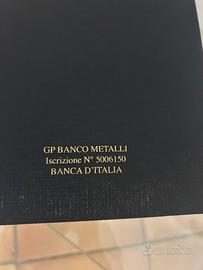 GP BANCO METALLI
Iscrizione N° 5006150
BANCA D'ITALIA